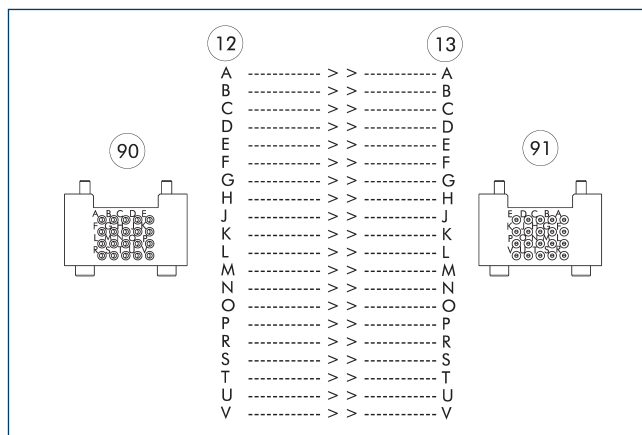 12 13
A ------------ > > ------------ A
B ------------ > > ------------ B
C ------------ > > ------------ C
D ------------ > > ------------ D
E ------------ > > ------------ E
F ------------ > > ------------ F
G ------------ > > ------------ G
H ------------ > > ------------ H
J ------------ > > ------------ J
K ------------ > > ------------ K
L ------------ > > ------------ L
M ------------ > > ------------ M
N ------------ > > ------------ N
O ------------ > > ------------ O
P ------------ > > ------------ P
R ------------ > > ------------ R
S ------------ > > ------------ S
T ------------ > > ------------ T
U ------------ > > ------------ U
V ------------ > > ------------ V
90
A B C D E
91
E D C B A